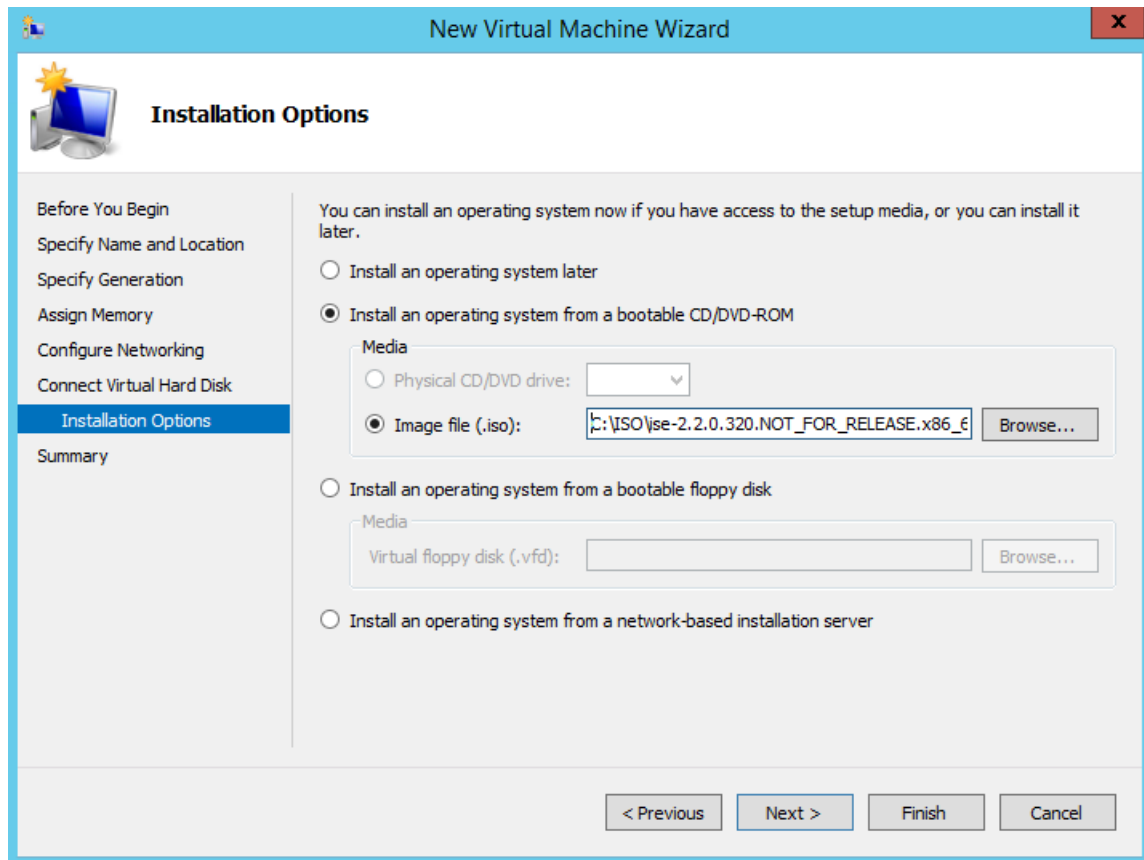 New Virtual Machine Wizard
x
Installation Options
Before You Begin
Specify Name and Location
Specify Generation
Assign Memory
Configure Networking
Connect Virtual Hard Disk
Installation Options
Summary
You can install an operating system now if you have access to the setup media, or you can install it
later.
Install an operating system later
Install an operating system from a bootable CD/DVD-ROM
Media
Physical CD/DVD drive:
Image file (.iso): C:\ISO\ise-2.2.0.320.NOT_FOR_RELEASE.x86_6 Browse...
Install an operating system from a bootable floppy disk
Media
Virtual floppy disk (.vfd): Browse...
Install an operating system from a network-based installation server
< Previous Next > Finish Cancel